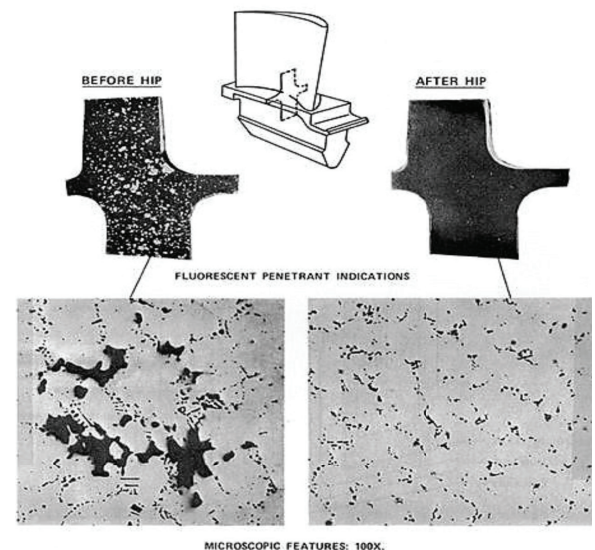 BEFORE HIP
AFTER HIP
FLUORESCENT PENETRANT INDICATIONS
MICROSCOPIC FEATURES: 100X.